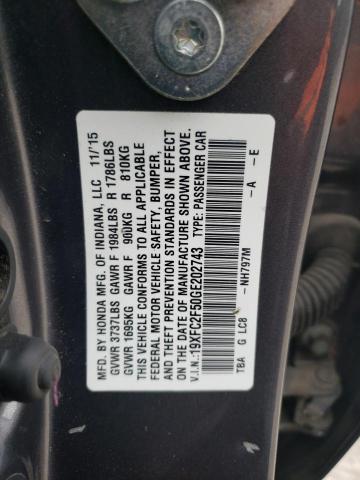 MFD. BY HONDA MFG. OF INDIANA, LLC 11/'15
GVWR 3737LBS GAWR F 1984LBS R 1786LBS
GVWR 1695KG GAWR F 900KG R 810KG
THIS VEHICLE CONFORMS TO ALL APPLICABLE
FEDERAL MOTOR VEHICLE SAFETY, BUMPER,
AND THEFT PREVENTION STANDARDS IN EFFECT
ON THE DATE OF MANUFACTURE SHOWN ABOVE.
V.I.N.:19XFC2F50GE202743 TYPE: PASSENGER CAR
-NH797M -A -E
TBA G LC8